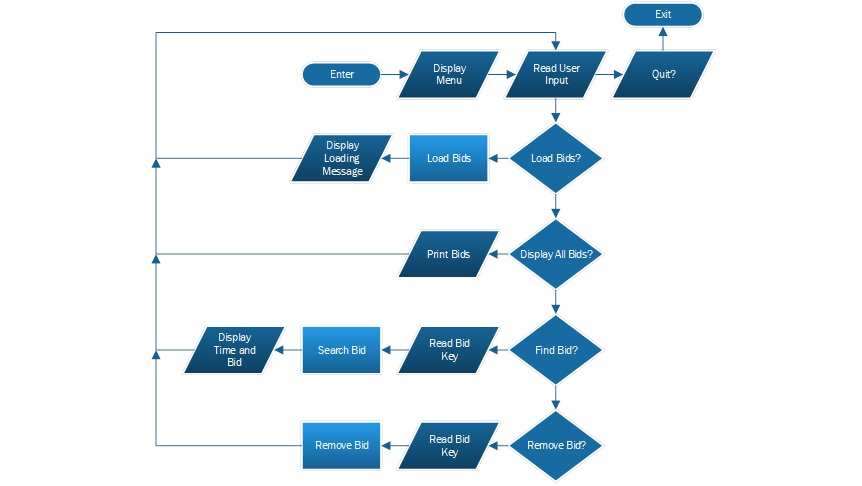 Exit
Enter
Display
Menu
Read User
Input
Quit?
Display
Loading
Message
Load Bids
Load Bids?
Print Bids
Display All Bids?
Display
Time and
Bid
Search Bid
Read Bid
Key
Find Bid?
Remove Bid
Read Bid
Key
Remove Bid?